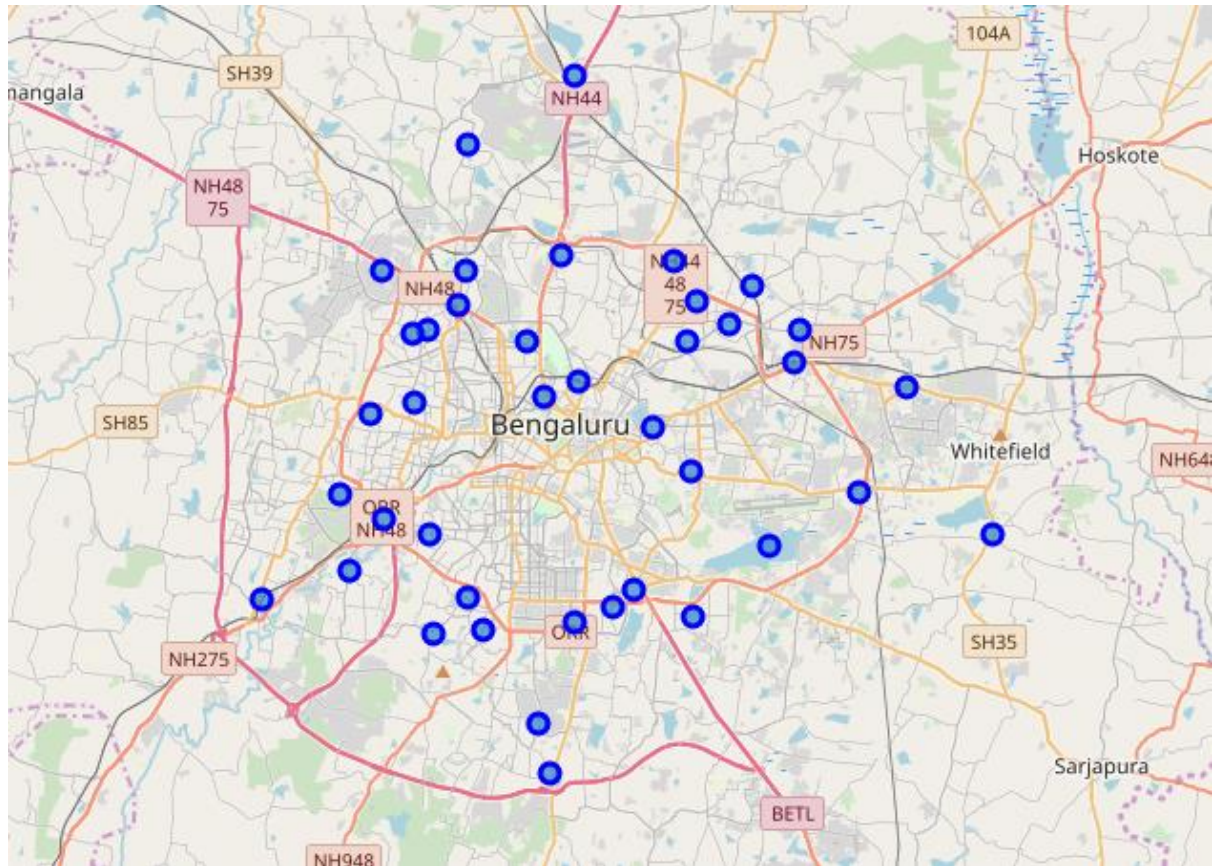 104A
SH39
NH44
mangala
Hoskote
NH48
75
NH44
48
75
NH48
NH75
SH85
Bengaluru
Whitefield
NH648
ORR
NH48
ORR
SH35
NH275
Sarjapura
BETL
NH948